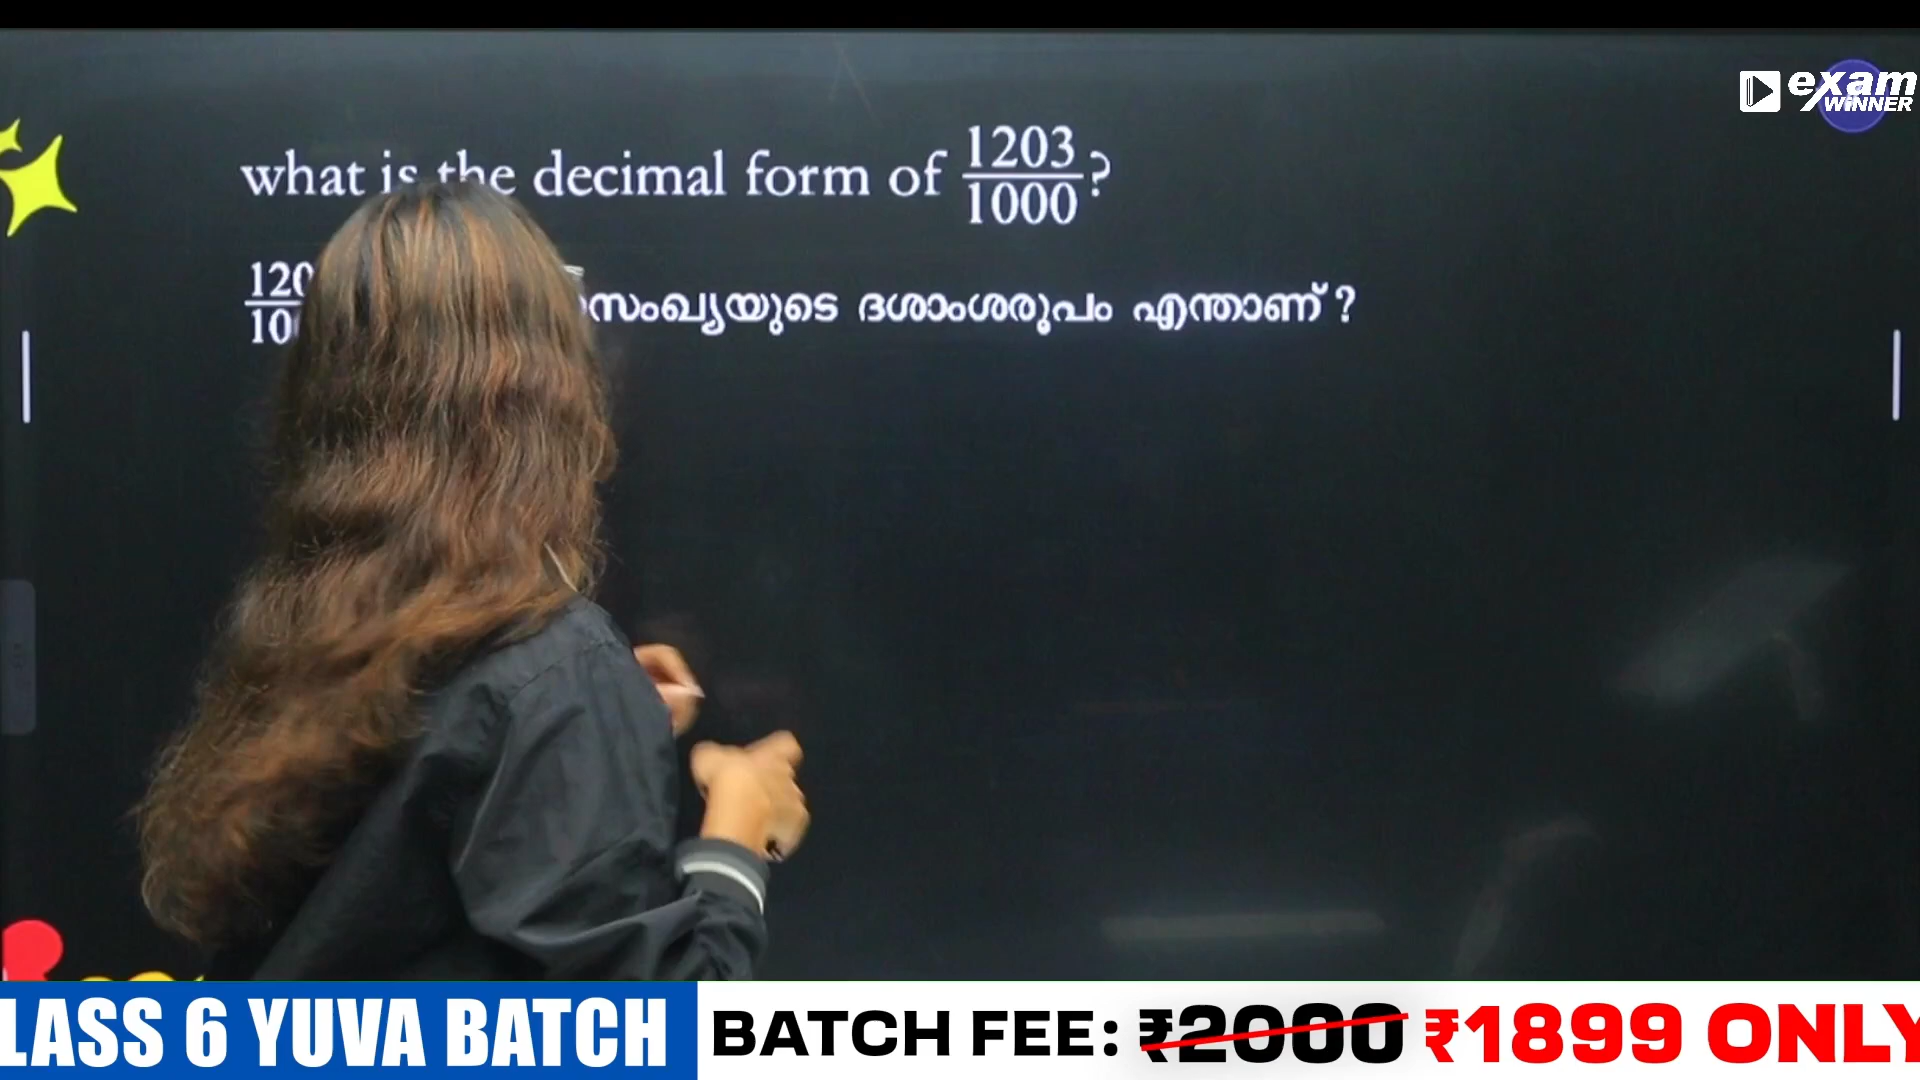 exam
WINNER
what is the decimal form of 1203/1000?
സംഖ്യയുടെ ദശാംശരൂപം എന്താണ് ?
LASS 6 YUVA BATCH
BATCH FEE: ₹2000 ₹1899 ONLY